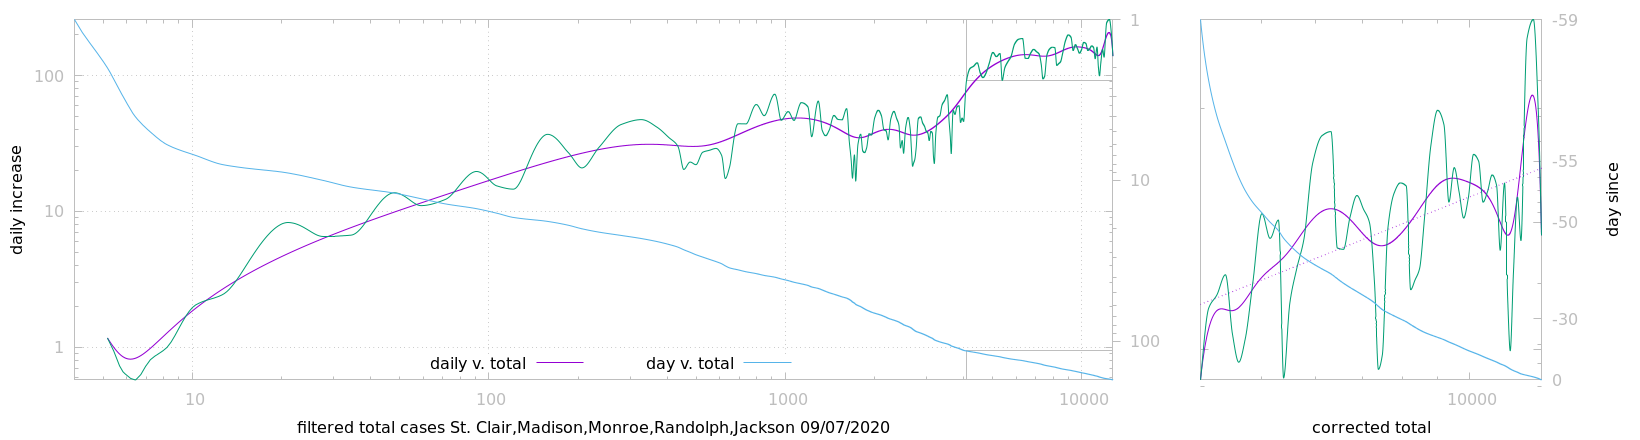 daily increase
100
10
1
1
10
100
daily v. total
day v. total
10
100
1000
10000
filtered total cases St. Clair,Madison,Monroe,Randolph,Jackson 09/07/2020
-59
-55
-50
-30
0
day since
10000
corrected total